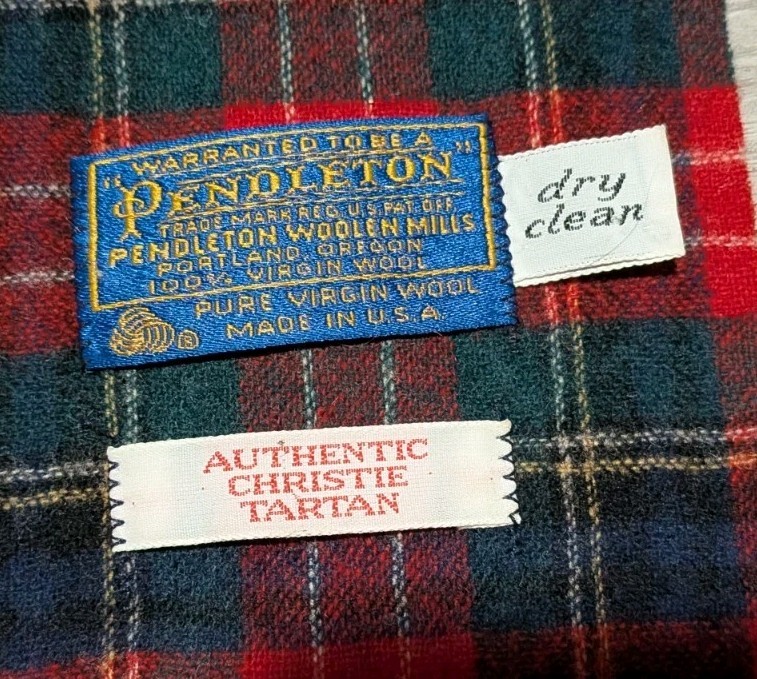 "WARRANTED TO BE A
PENDLETON"
TRADE MARK REG. U.S. PAT. OFF.
PENDLETON WOOLEN MILLS
PORTLAND, OREGON
100% VIRGIN WOOL
PURE VIRGIN WOOL
® MADE IN U.S.A.
dry
clean
AUTHENTIC
CHRISTIE
TARTAN